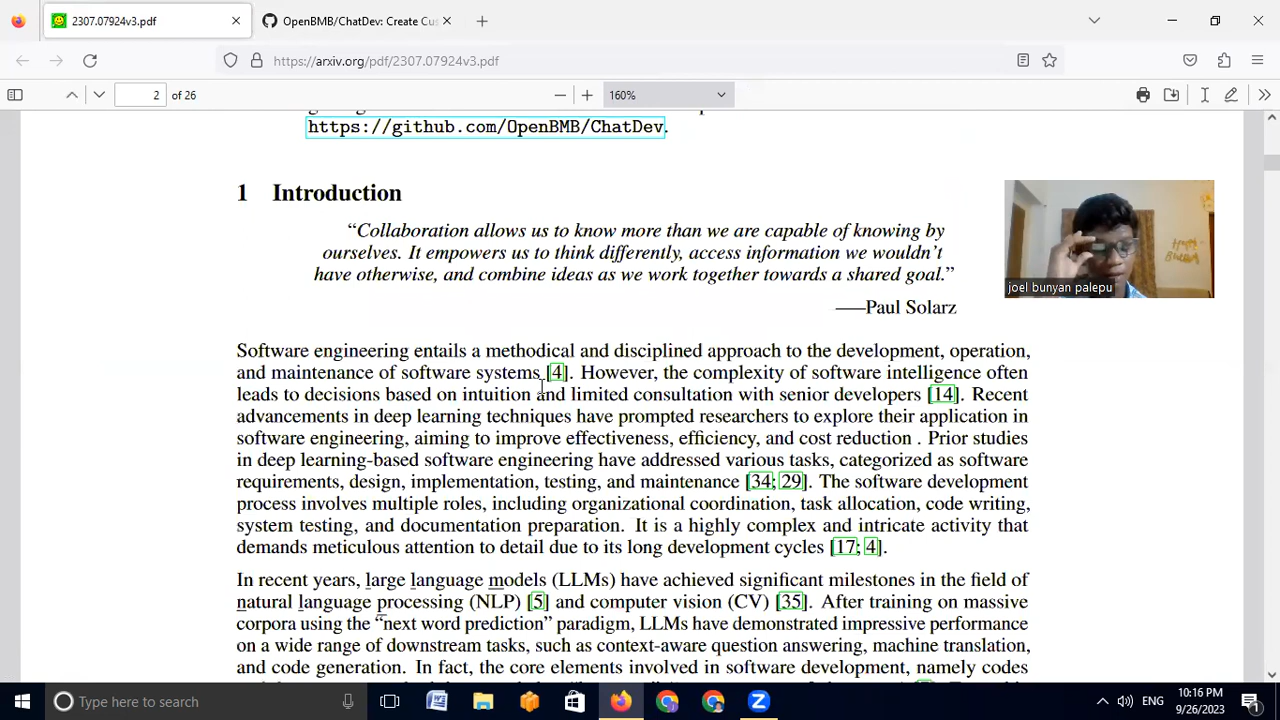 2307.07924v3.pdf
OpenBMB/ChatDev: Create Cu
https://arxiv.org/pdf/2307.07924v3.pdf
2 of 26
160%
https://github.com/OpenBMB/ChatDev.
1 Introduction
“Collaboration allows us to know more than we are capable of knowing by
ourselves. It empowers us to think differently, access information we wouldn’t
have otherwise, and combine ideas as we work together towards a shared goal.”
——Paul Solarz
joel bunyan palepu
Software engineering entails a methodical and disciplined approach to the development, operation,
and maintenance of software systems [4]. However, the complexity of software intelligence often
leads to decisions based on intuition and limited consultation with senior developers [14]. Recent
advancements in deep learning techniques have prompted researchers to explore their application in
software engineering, aiming to improve effectiveness, efficiency, and cost reduction . Prior studies
in deep learning-based software engineering have addressed various tasks, categorized as software
requirements, design, implementation, testing, and maintenance [34; 29]. The software development
process involves multiple roles, including organizational coordination, task allocation, code writing,
system testing, and documentation preparation. It is a highly complex and intricate activity that
demands meticulous attention to detail due to its long development cycles [17; 4].
In recent years, large language models (LLMs) have achieved significant milestones in the field of
natural language processing (NLP) [5] and computer vision (CV) [35]. After training on massive
corpora using the “next word prediction” paradigm, LLMs have demonstrated impressive performance
on a wide range of downstream tasks, such as context-aware question answering, machine translation,
and code generation. In fact, the core elements involved in software development, namely codes
Type here to search
ENG
10:16 PM
9/26/2023
1